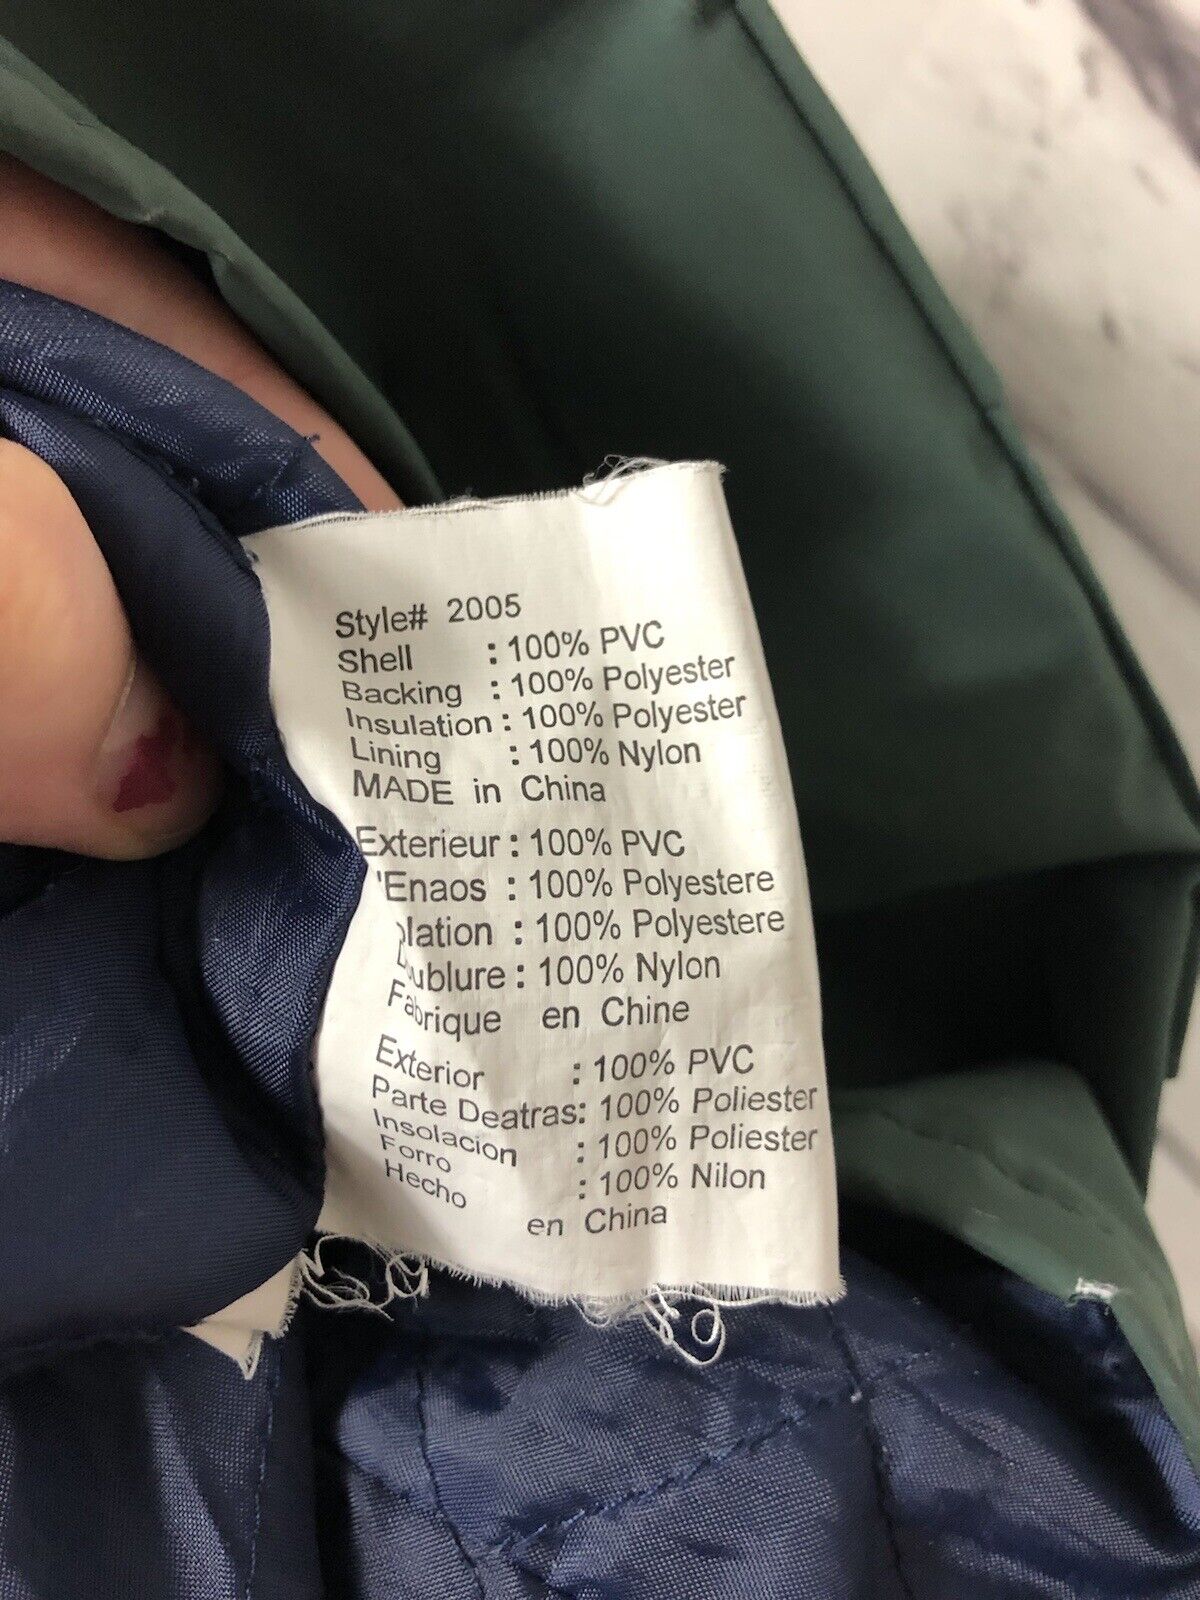 Style# 2005
Shell : 100% PVC
Backing : 100% Polyester
Insulation : 100% Polyester
Lining : 100% Nylon
MADE in China
Exterieur : 100% PVC
'Enaos : 100% Polyestere
olation : 100% Polyestere
Doublure : 100% Nylon
Fabrique en Chine
Exterior : 100% PVC
Parte Deatras: 100% Poliester
Insolacion : 100% Poliester
Forro : 100% Nilon
Hecho en China